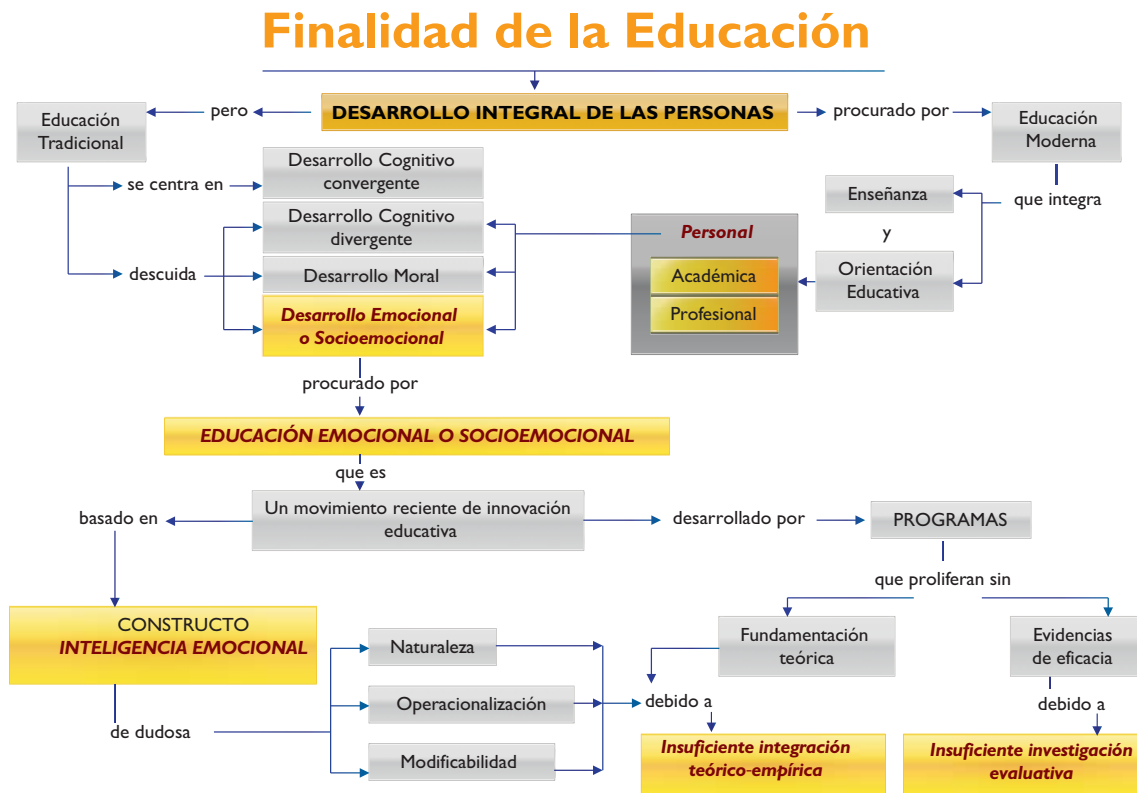 Finalidad de la Educación
DESARROLLO INTEGRAL DE LAS PERSONAS
pero
procurado por
Educación
Tradicional
Educación
Moderna
se centra en
Desarrollo Cognitivo
convergente
Enseñanza
que integra
Desarrollo Cognitivo
divergente
Personal
y
descuida
Desarrollo Moral
Académica
Orientación
Educativa
Desarrollo Emocional
o Socioemocional
Profesional
procurado por
EDUCACIÓN EMOCIONAL O SOCIOEMOCIONAL
que es
basado en
Un movimiento reciente de innovación
educativa
desarrollado por
PROGRAMAS
que proliferan sin
CONSTRUCTO
INTELIGENCIA EMOCIONAL
Naturaleza
Fundamentación
teórica
Evidencias
de eficacia
Operacionalización
debido a
debido a
de dudosa
Modificabilidad
Insuficiente integración
teórico-empírica
Insuficiente investigación
evaluativa